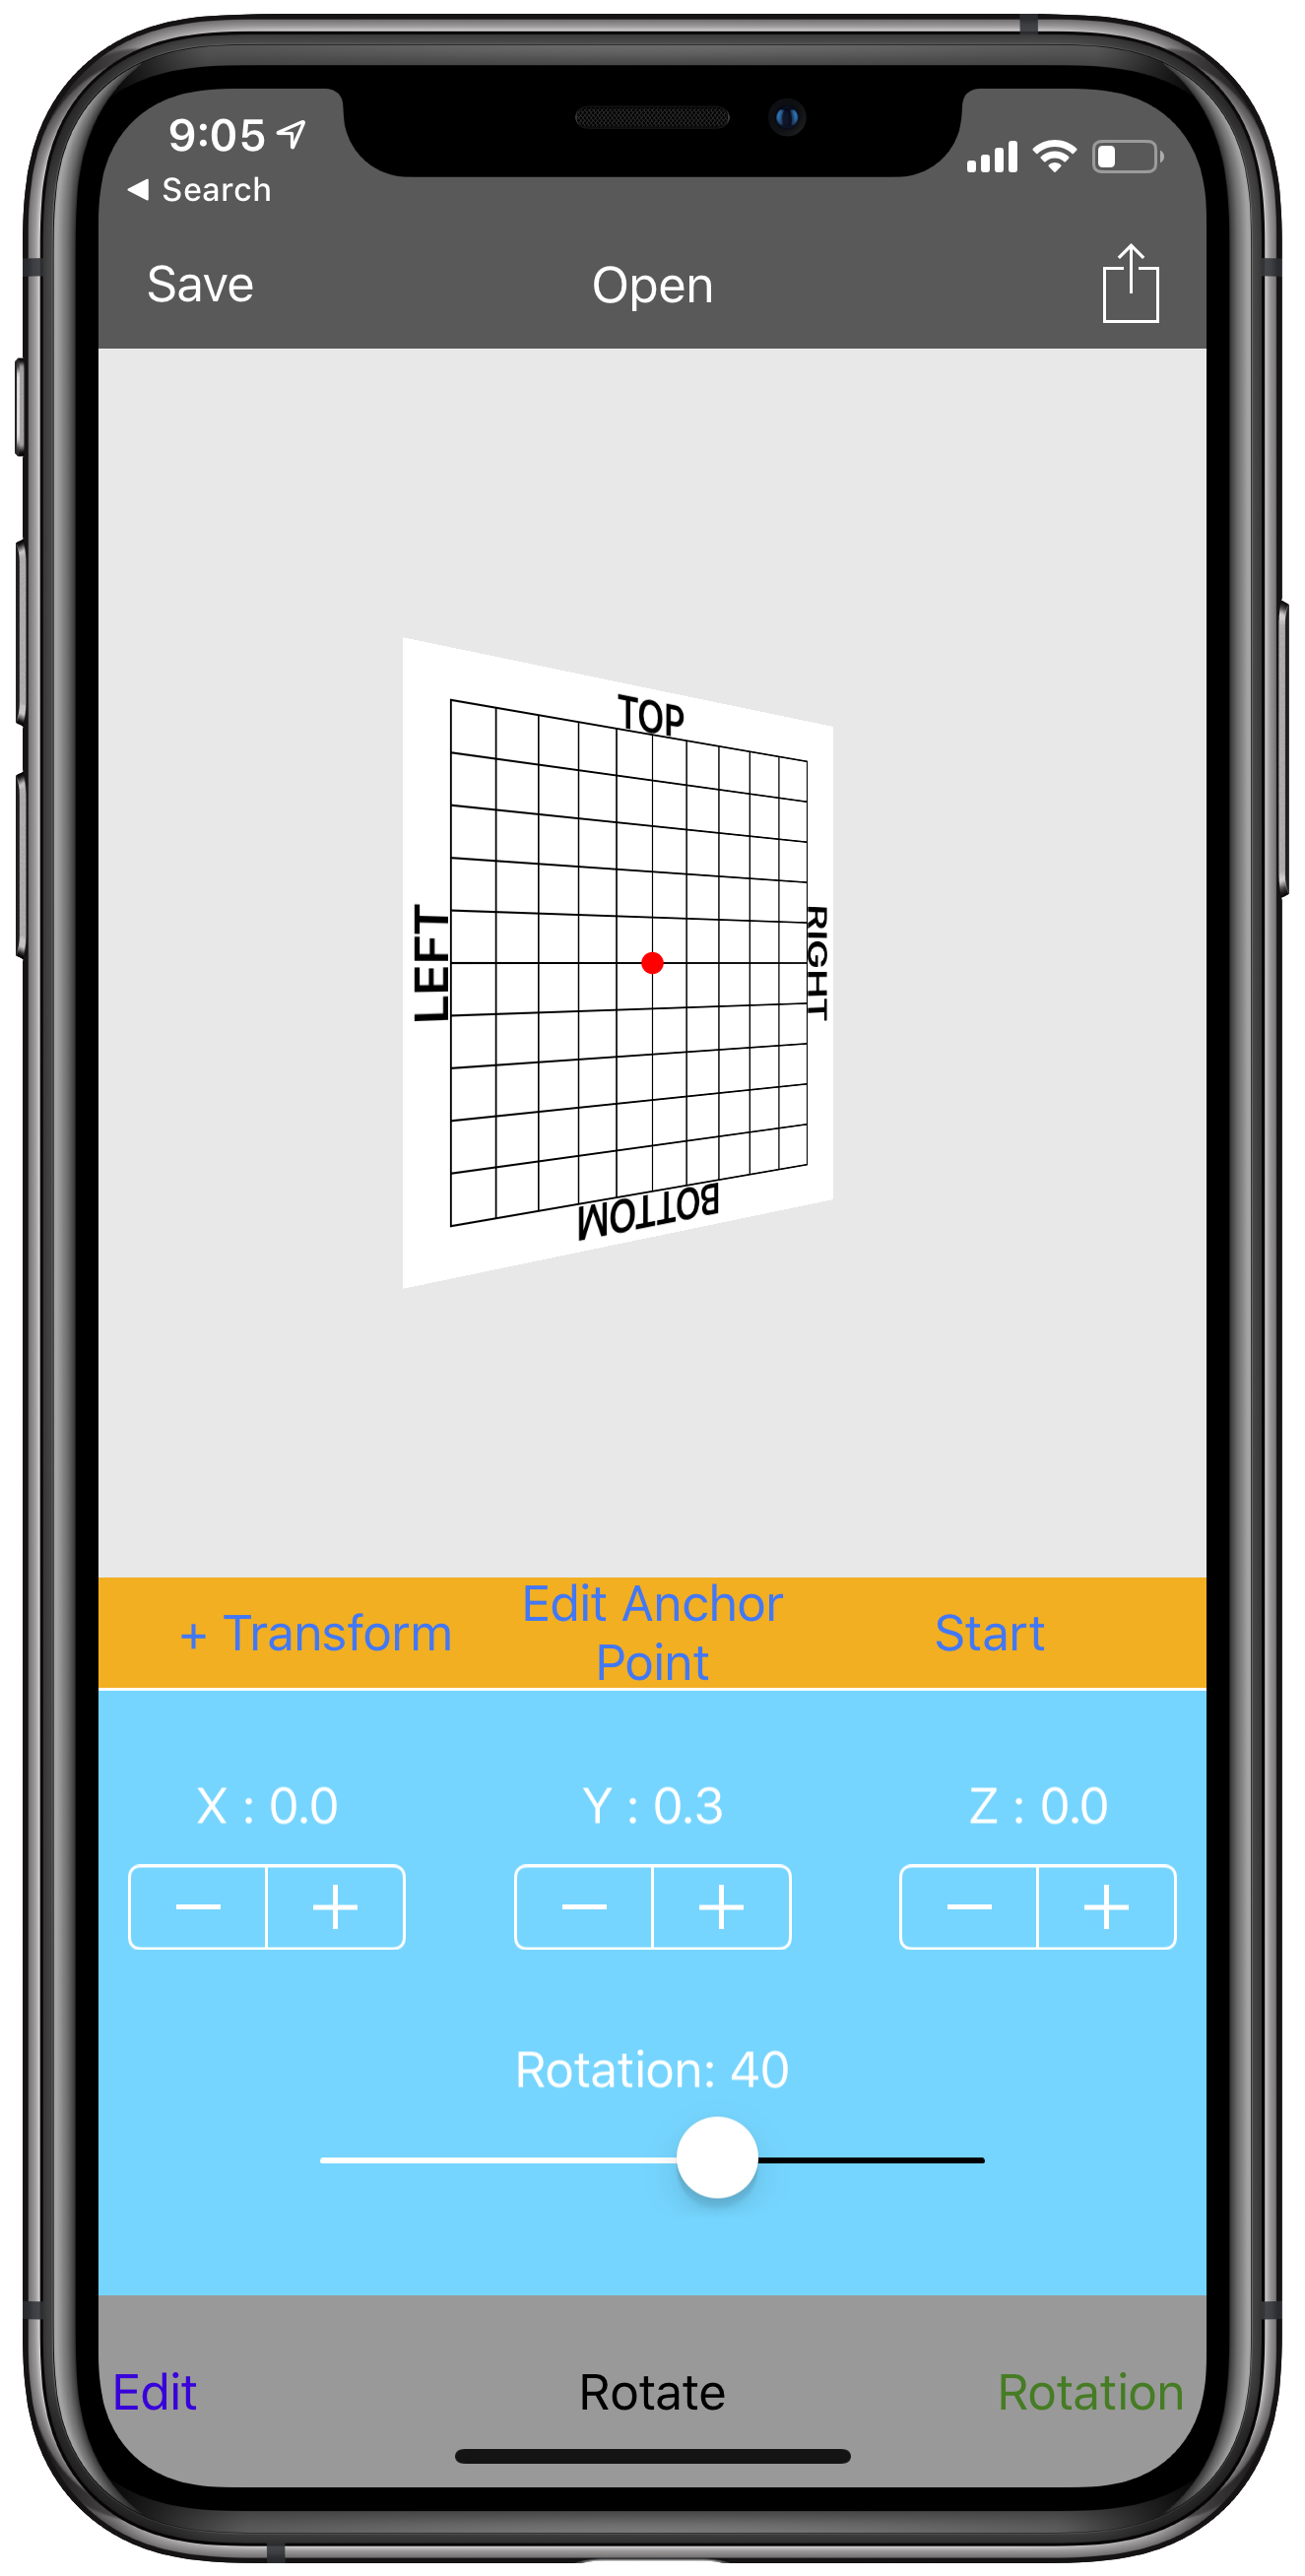 9:05
Search
Save
Open
TOP
LEFT
RIGHT
BOTTOM
+ Transform
Edit Anchor
Point
Start
X : 0.0
Y : 0.3
Z : 0.0
Rotation: 40
Edit
Rotate
Rotation